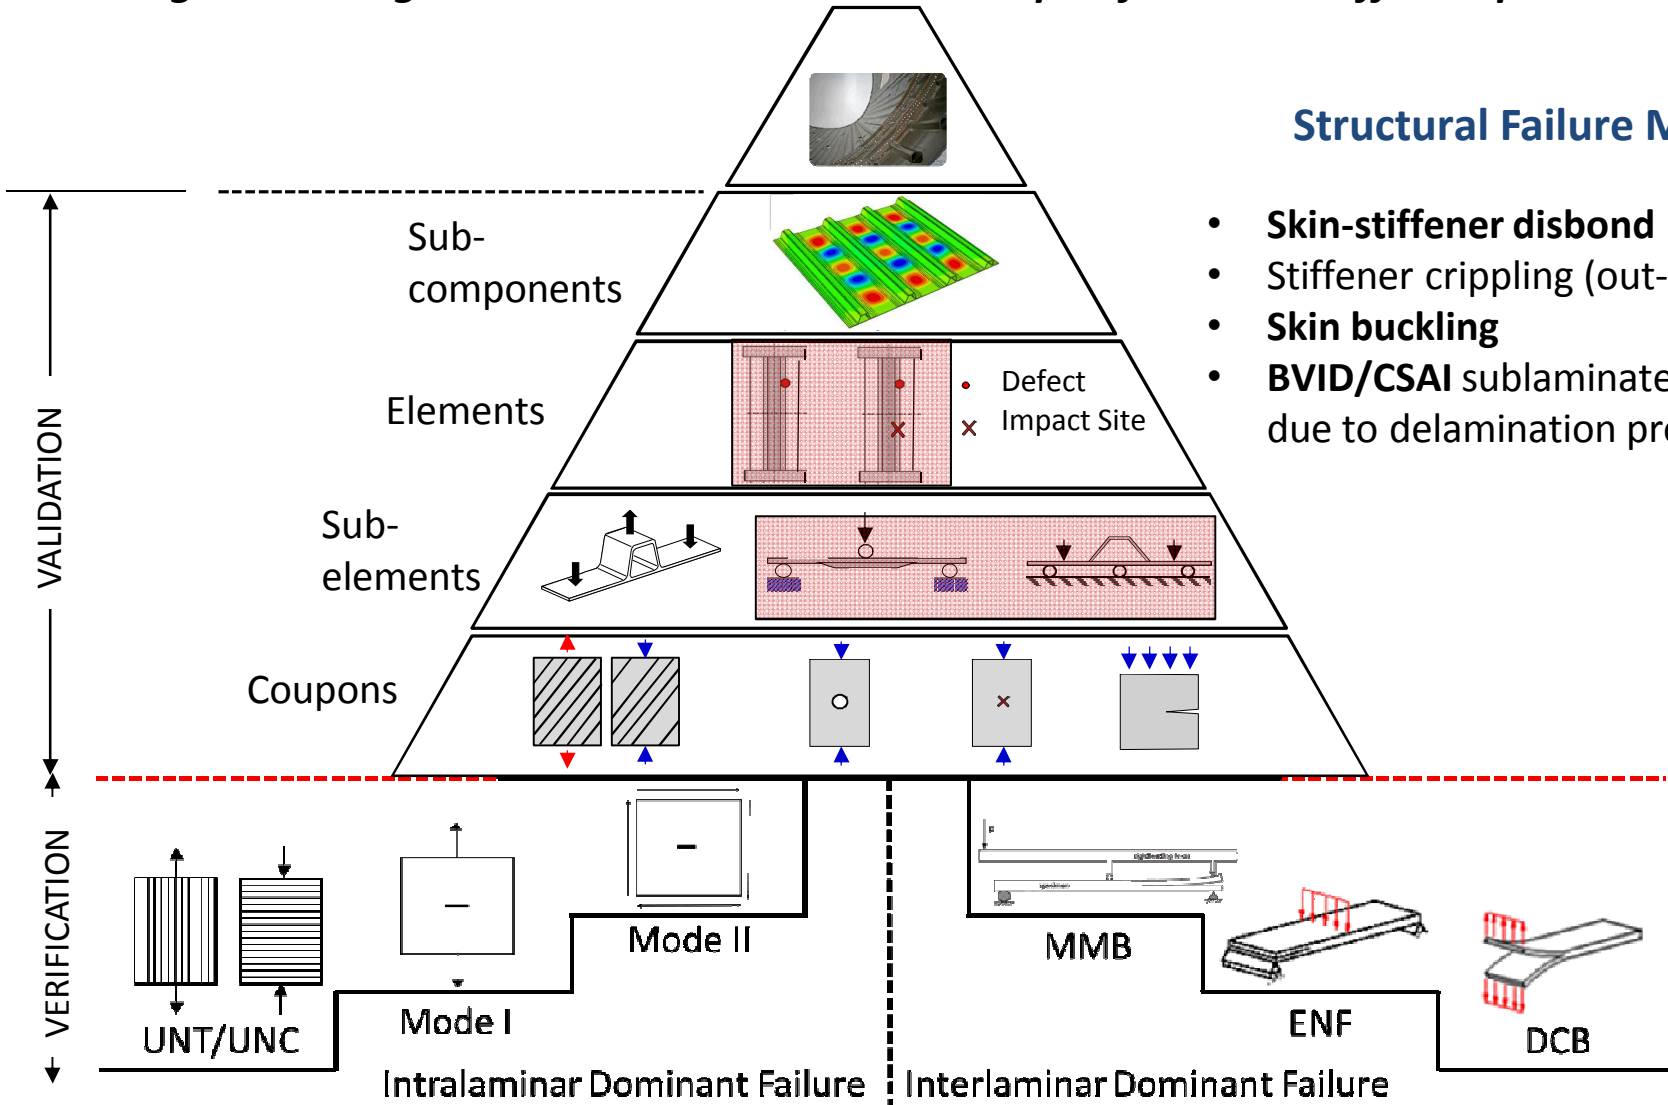 Structural Failure
Sub-
components
• Skin-stiffener disbond
• Stiffener crippling (out-
• Skin buckling
• BVID/CSAI sublaminate
due to delamination
Elements
Defect
Impact Site
VALIDATION
Sub-
elements
Coupons
VERIFICATION
UNT/UNC
Mode I
Mode II
MMB
ENF
DCB
Intralaminar Dominant Failure
Interlaminar Dominant Failure